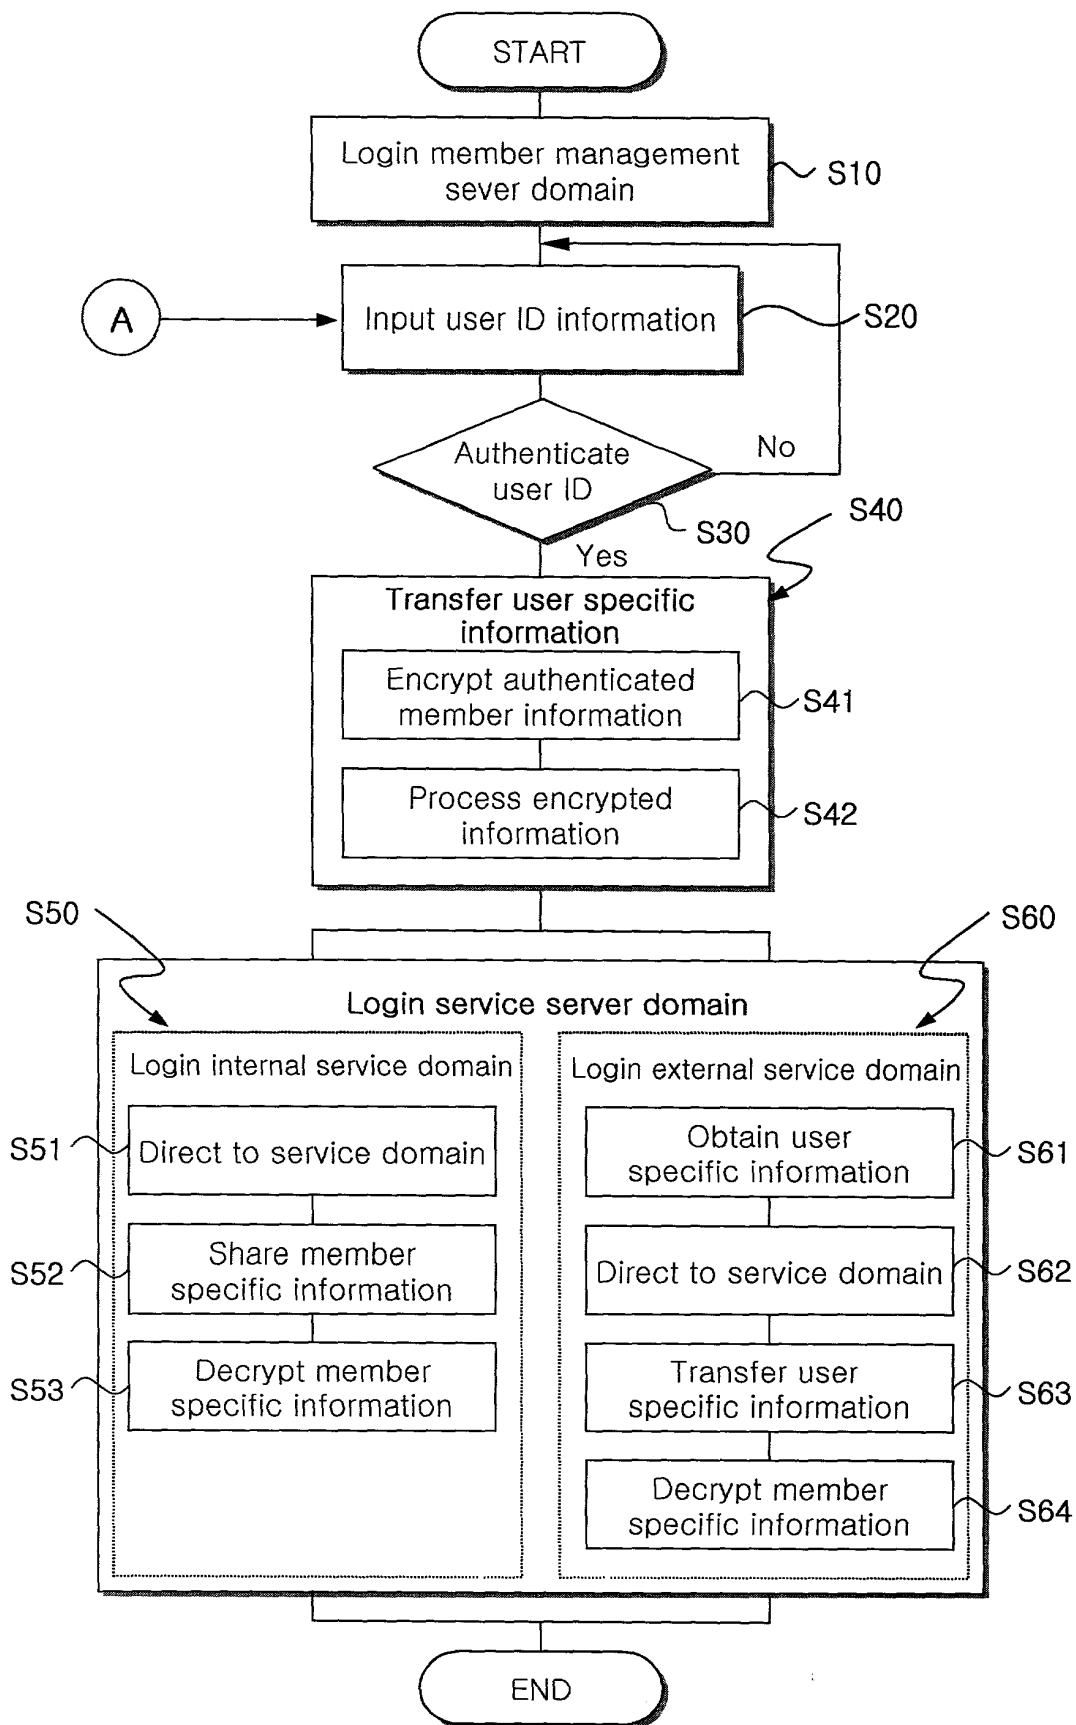 START
Login member management
sever domain
S10
A
Input user ID information
S20
Authenticate
user ID
No
S30
Yes
S40
Transfer user specific
information
Encrypt authenticated
member information
S41
Process encrypted
information
S42
S50
S60
Login service server domain
Login internal service domain
S51
Direct to service domain
S52
Share member
specific information
S53
Decrypt member
specific information
Login external service domain
Obtain user
specific information
S61
Direct to service domain
S62
Transfer user
specific information
S63
Decrypt member
specific information
S64
END